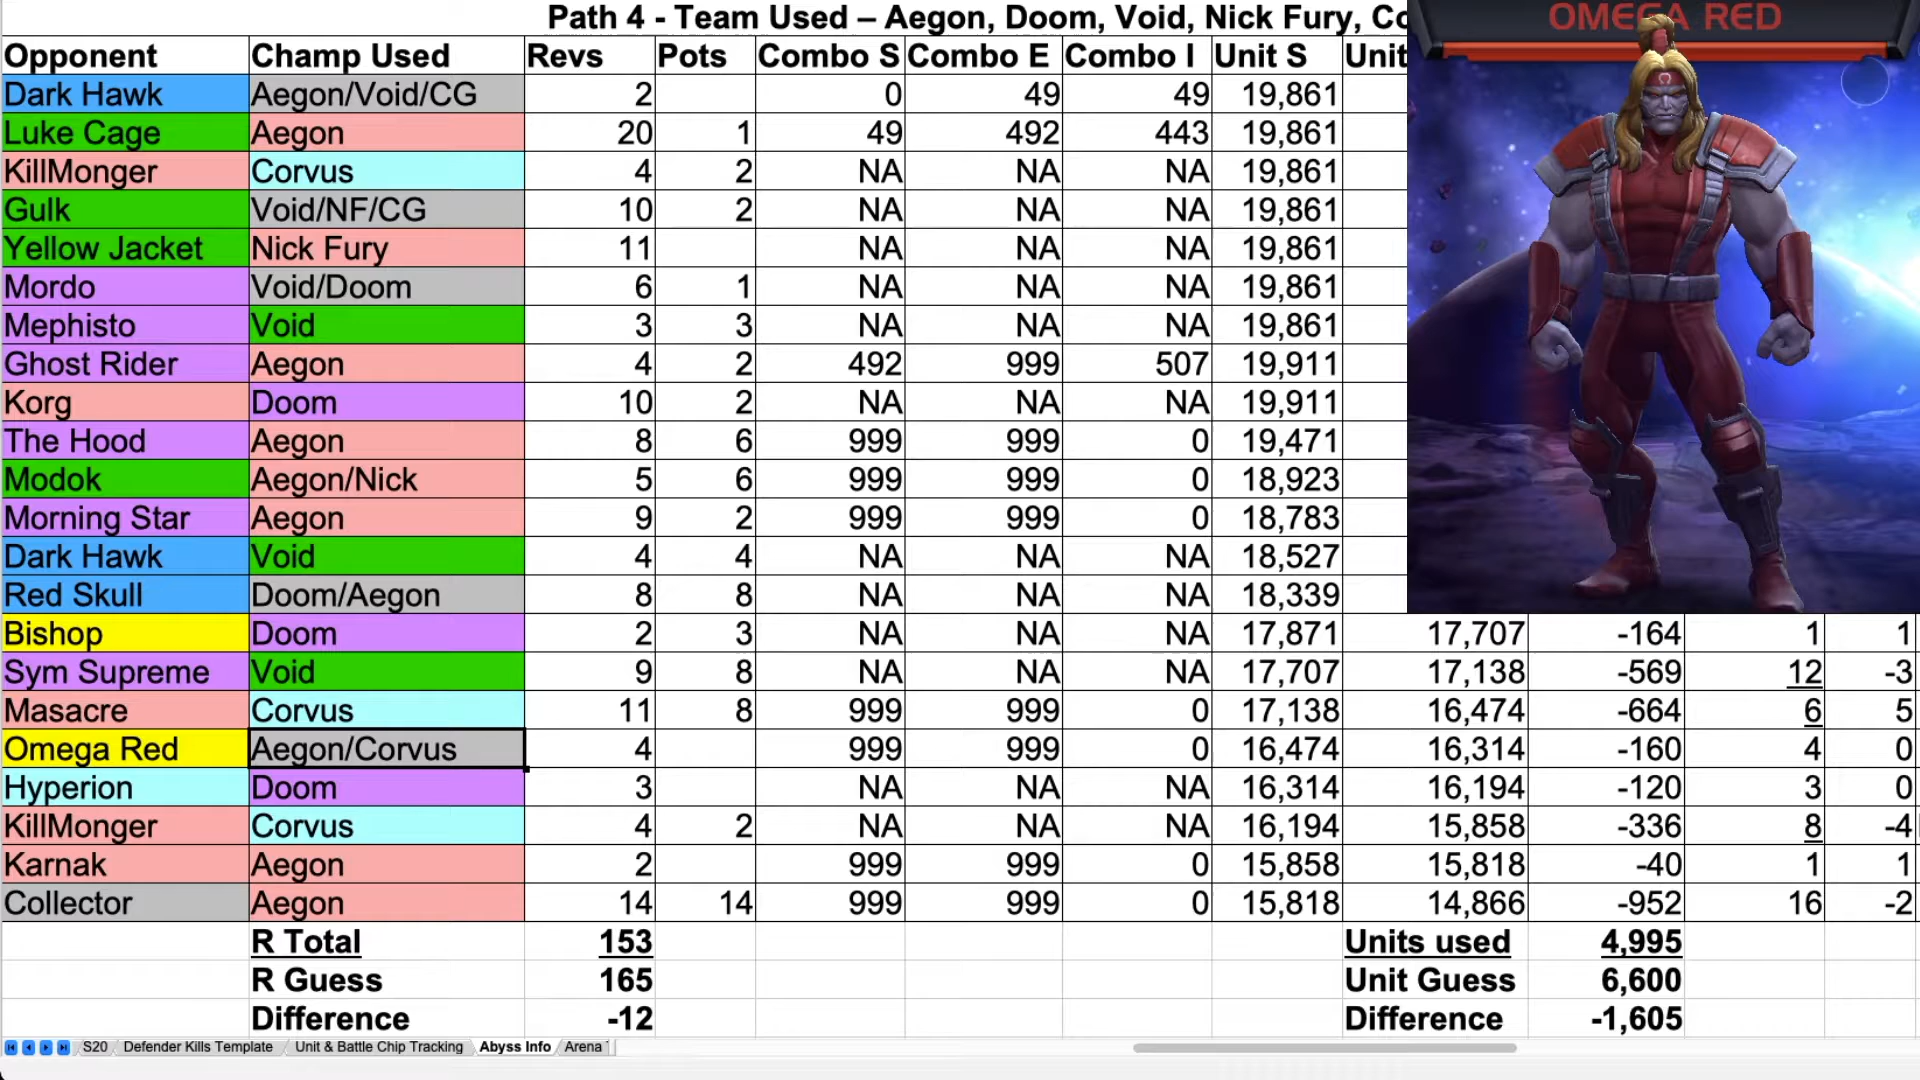 Path 4 - Team Used – Aegon, Doom, Void, Nick Fury, Co
OMEGA RED
Opponent Champ Used Revs Pots Combo S Combo E Combo I Unit S Unit
Dark Hawk Aegon/Void/CG 2 0 49 49 19,861
Luke Cage Aegon 20 1 49 492 443 19,861
KillMonger Corvus 4 2 NA NA NA 19,861
Gulk Void/NF/CG 10 2 NA NA NA 19,861
Yellow Jacket Nick Fury 11 NA NA NA 19,861
Mordo Void/Doom 6 1 NA NA NA 19,861
Mephisto Void 3 3 NA NA NA 19,861
Ghost Rider Aegon 4 2 492 999 507 19,911
Korg Doom 10 2 NA NA NA 19,911
The Hood Aegon 8 6 999 999 0 19,471
Modok Aegon/Nick 5 6 999 999 0 18,923
Morning Star Aegon 9 2 999 999 0 18,783
Dark Hawk Void 4 4 NA NA NA 18,527
Red Skull Doom/Aegon 8 8 NA NA NA 18,339
Bishop Doom 2 3 NA NA NA 17,871 17,707 -164 1 1
Sym Supreme Void 9 8 NA NA NA 17,707 17,138 -569 12 -3
Masacre Corvus 11 8 999 999 0 17,138 16,474 -664 6 5
Omega Red Aegon/Corvus 4 999 999 0 16,474 16,314 -160 4 0
Hyperion Doom 3 NA NA NA 16,314 16,194 -120 3 0
KillMonger Corvus 4 2 NA NA NA 16,194 15,858 -336 8 -4
Karnak Aegon 2 999 999 0 15,858 15,818 -40 1 1
Collector Aegon 14 14 999 999 0 15,818 14,866 -952 16 -2
R Total 153 Units used 4,995
R Guess 165 Unit Guess 6,600
Difference -12 Difference -1,605
S20 Defender Kills Template Unit & Battle Chip Tracking Abyss Info Arena